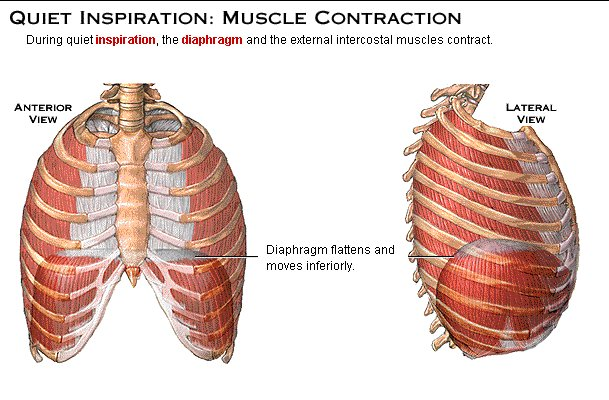 QUIET INSPIRATION: MUSCLE CONTRACTION
During quiet inspiration, the diaphragm and the external intercostal muscles contract.
ANTERIOR
VIEW
LATERAL
VIEW
Diaphragm flattens and
moves inferiorly.